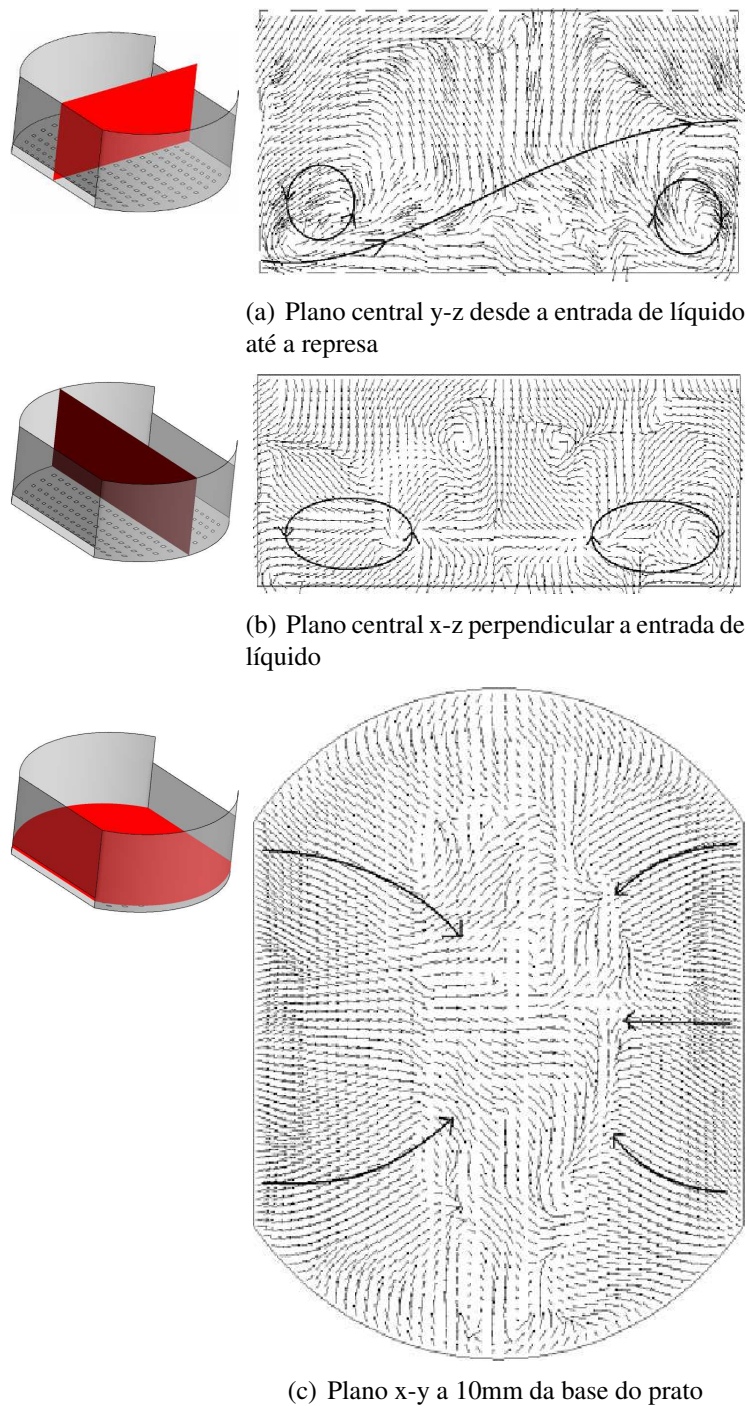 (a) Plano central y-z desde a entrada de líquido
até a represa
(b) Plano central x-z perpendicular a entrada de
líquido
(c) Plano x-y a 10mm da base do prato